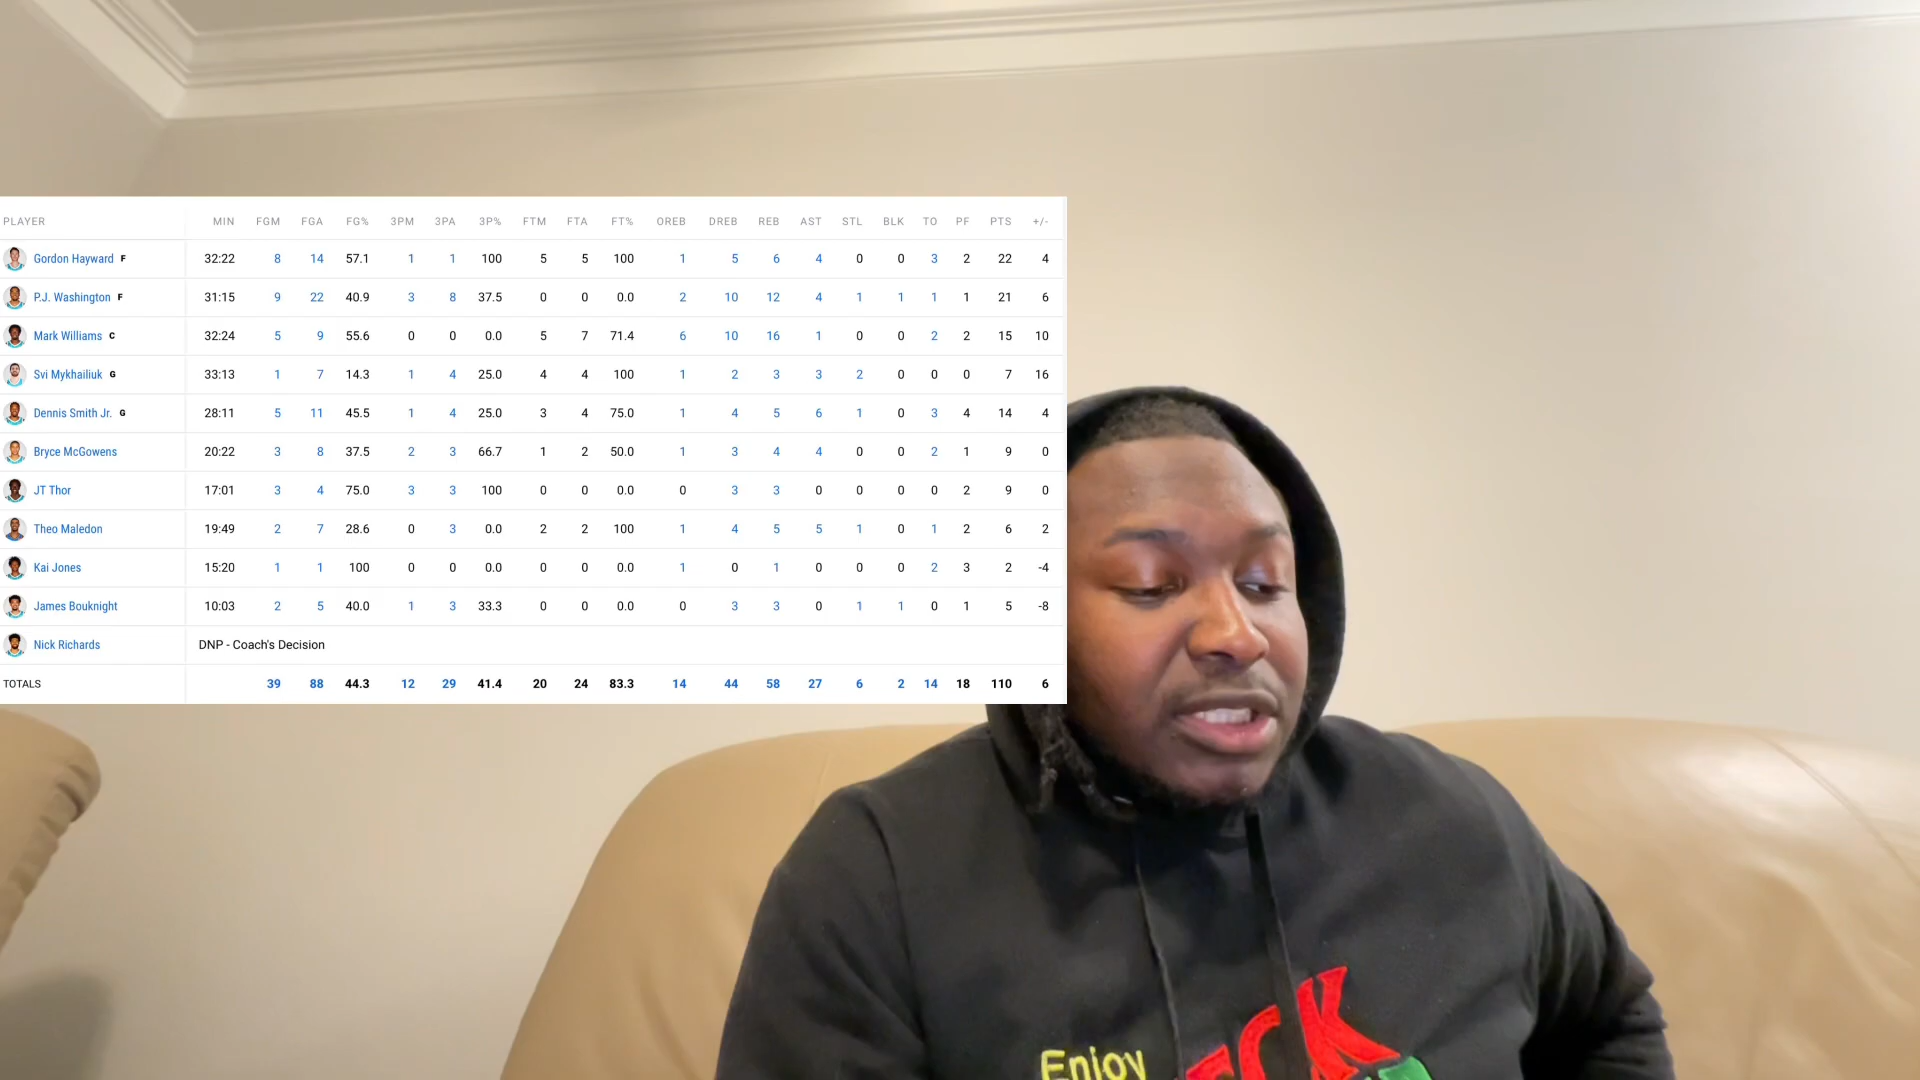 PLAYER MIN FGM FGA FG% 3PM 3PA 3P% FTM FTA FT% OREB DREB REB AST STL BLK TO PF PTS +/-
Gordon Hayward F 32:22 8 14 57.1 1 1 100 5 5 100 1 5 6 4 0 0 3 2 22 4
P.J. Washington F 31:15 9 22 40.9 3 8 37.5 0 0 0.0 2 10 12 4 1 1 1 1 21 6
Mark Williams C 32:24 5 9 55.6 0 0 0.0 5 7 71.4 6 10 16 1 0 0 2 2 15 10
Svi Mykhailiuk G 33:13 1 7 14.3 1 4 25.0 4 4 100 1 2 3 3 2 0 0 0 7 16
Dennis Smith Jr. G 28:11 5 11 45.5 1 4 25.0 3 4 75.0 1 4 5 6 1 0 3 4 14 4
Bryce McGowens 20:22 3 8 37.5 2 3 66.7 1 2 50.0 1 3 4 4 0 0 2 1 9 0
JT Thor 17:01 3 4 75.0 3 3 100 0 0 0.0 0 3 3 0 0 0 0 2 9 0
Theo Maledon 19:49 2 7 28.6 0 3 0.0 2 2 100 1 4 5 5 1 0 1 2 6 2
Kai Jones 15:20 1 1 100 0 0 0.0 0 0 0.0 1 0 1 0 0 0 2 3 2 -4
James Bouknight 10:03 2 5 40.0 1 3 33.3 0 0 0.0 0 3 3 0 1 1 0 1 5 -8
Nick Richards DNP - Coach's Decision
TOTALS 39 88 44.3 12 29 41.4 20 24 83.3 14 44 58 27 6 2 14 18 110 6
Enjoy